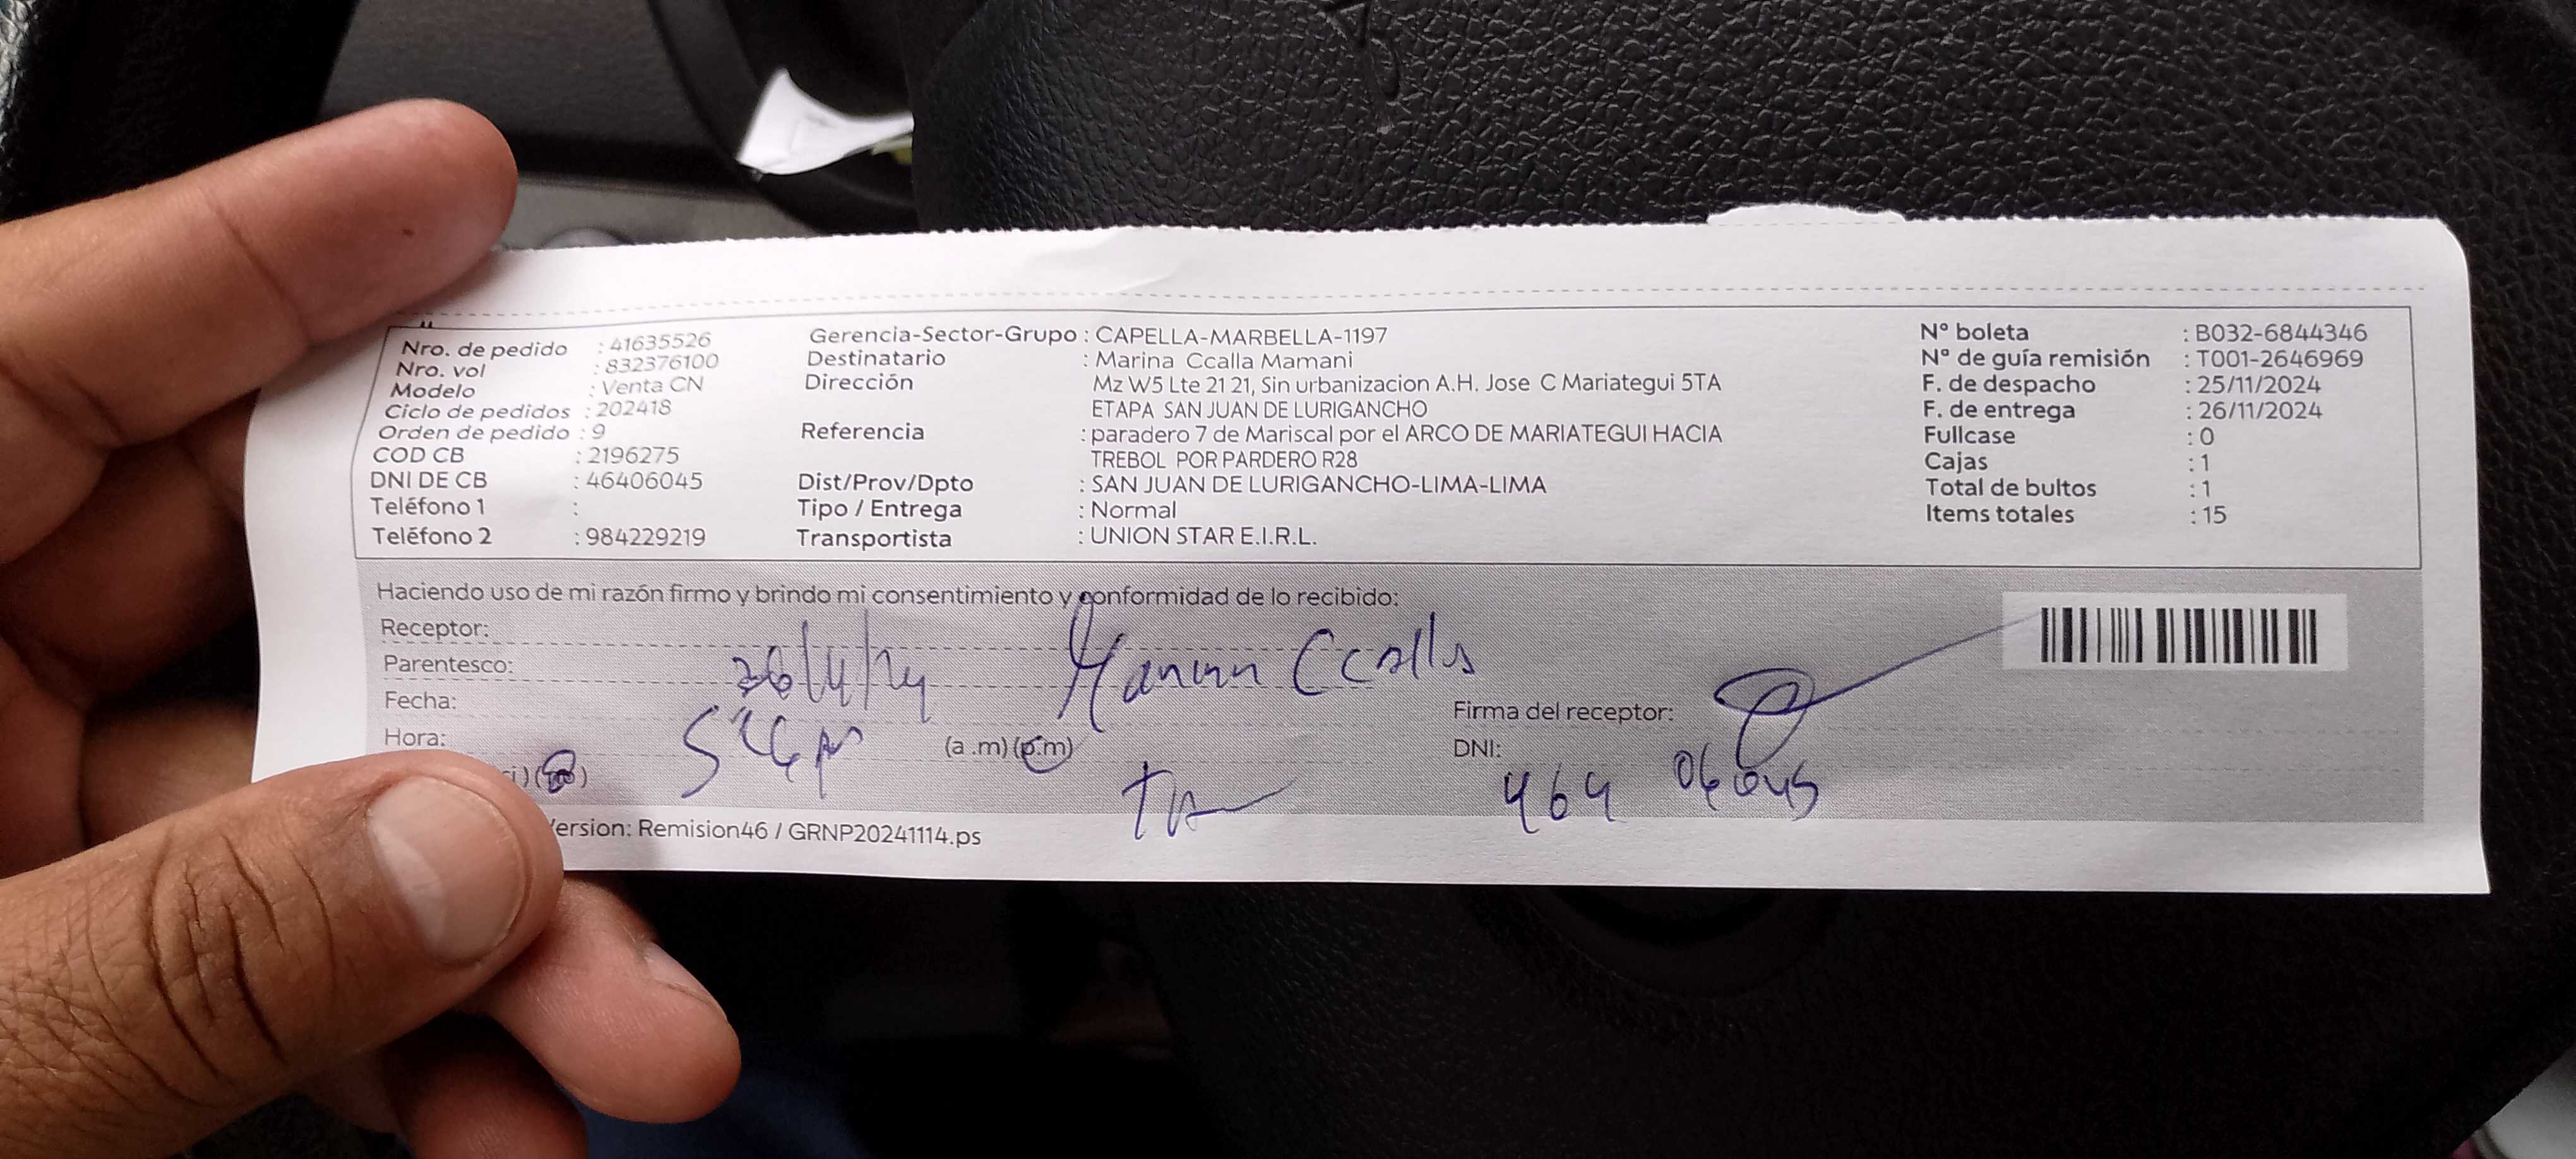 Nro. de pedido : 41635526
Nro. vol : 832376100
Modelo : Venta CN
Ciclo de pedidos : 202418
Orden de pedido : 9
COD CB : 2196275
DNI DE CB : 46406045
Teléfono 1 :
Teléfono 2 : 984229219
Gerencia-Sector-Grupo : CAPELLA-MARBELLA-1197
Destinatario : Marina Ccalla Mamani
Dirección Mz W5 Lte 21 21, Sin urbanizacion A.H. Jose C Mariategui 5TA
ETAPA SAN JUAN DE LURIGANCHO
Referencia : paradero 7 de Mariscal por el ARCO DE MARIATEGUI HACIA
TREBOL POR PARDERO R28
Dist/Prov/Dpto : SAN JUAN DE LURIGANCHO-LIMA-LIMA
Tipo / Entrega : Normal
Transportista : UNION STAR E.I.R.L.
N° boleta : B032-6844346
N° de guía remisión : T001-2646969
F. de despacho : 25/11/2024
F. de entrega : 26/11/2024
Fullcase : 0
Cajas : 1
Total de bultos : 1
Items totales : 15
Haciendo uso de mi razón firmo y brindo mi consentimiento y conformidad de lo recibido:
Receptor:
Parentesco:
Ccalla
Fecha:
Firma del receptor:
Hora: (a .m) (p.m)
DNI: 464 06045
Version: Remision46 / GRNP20241114.ps